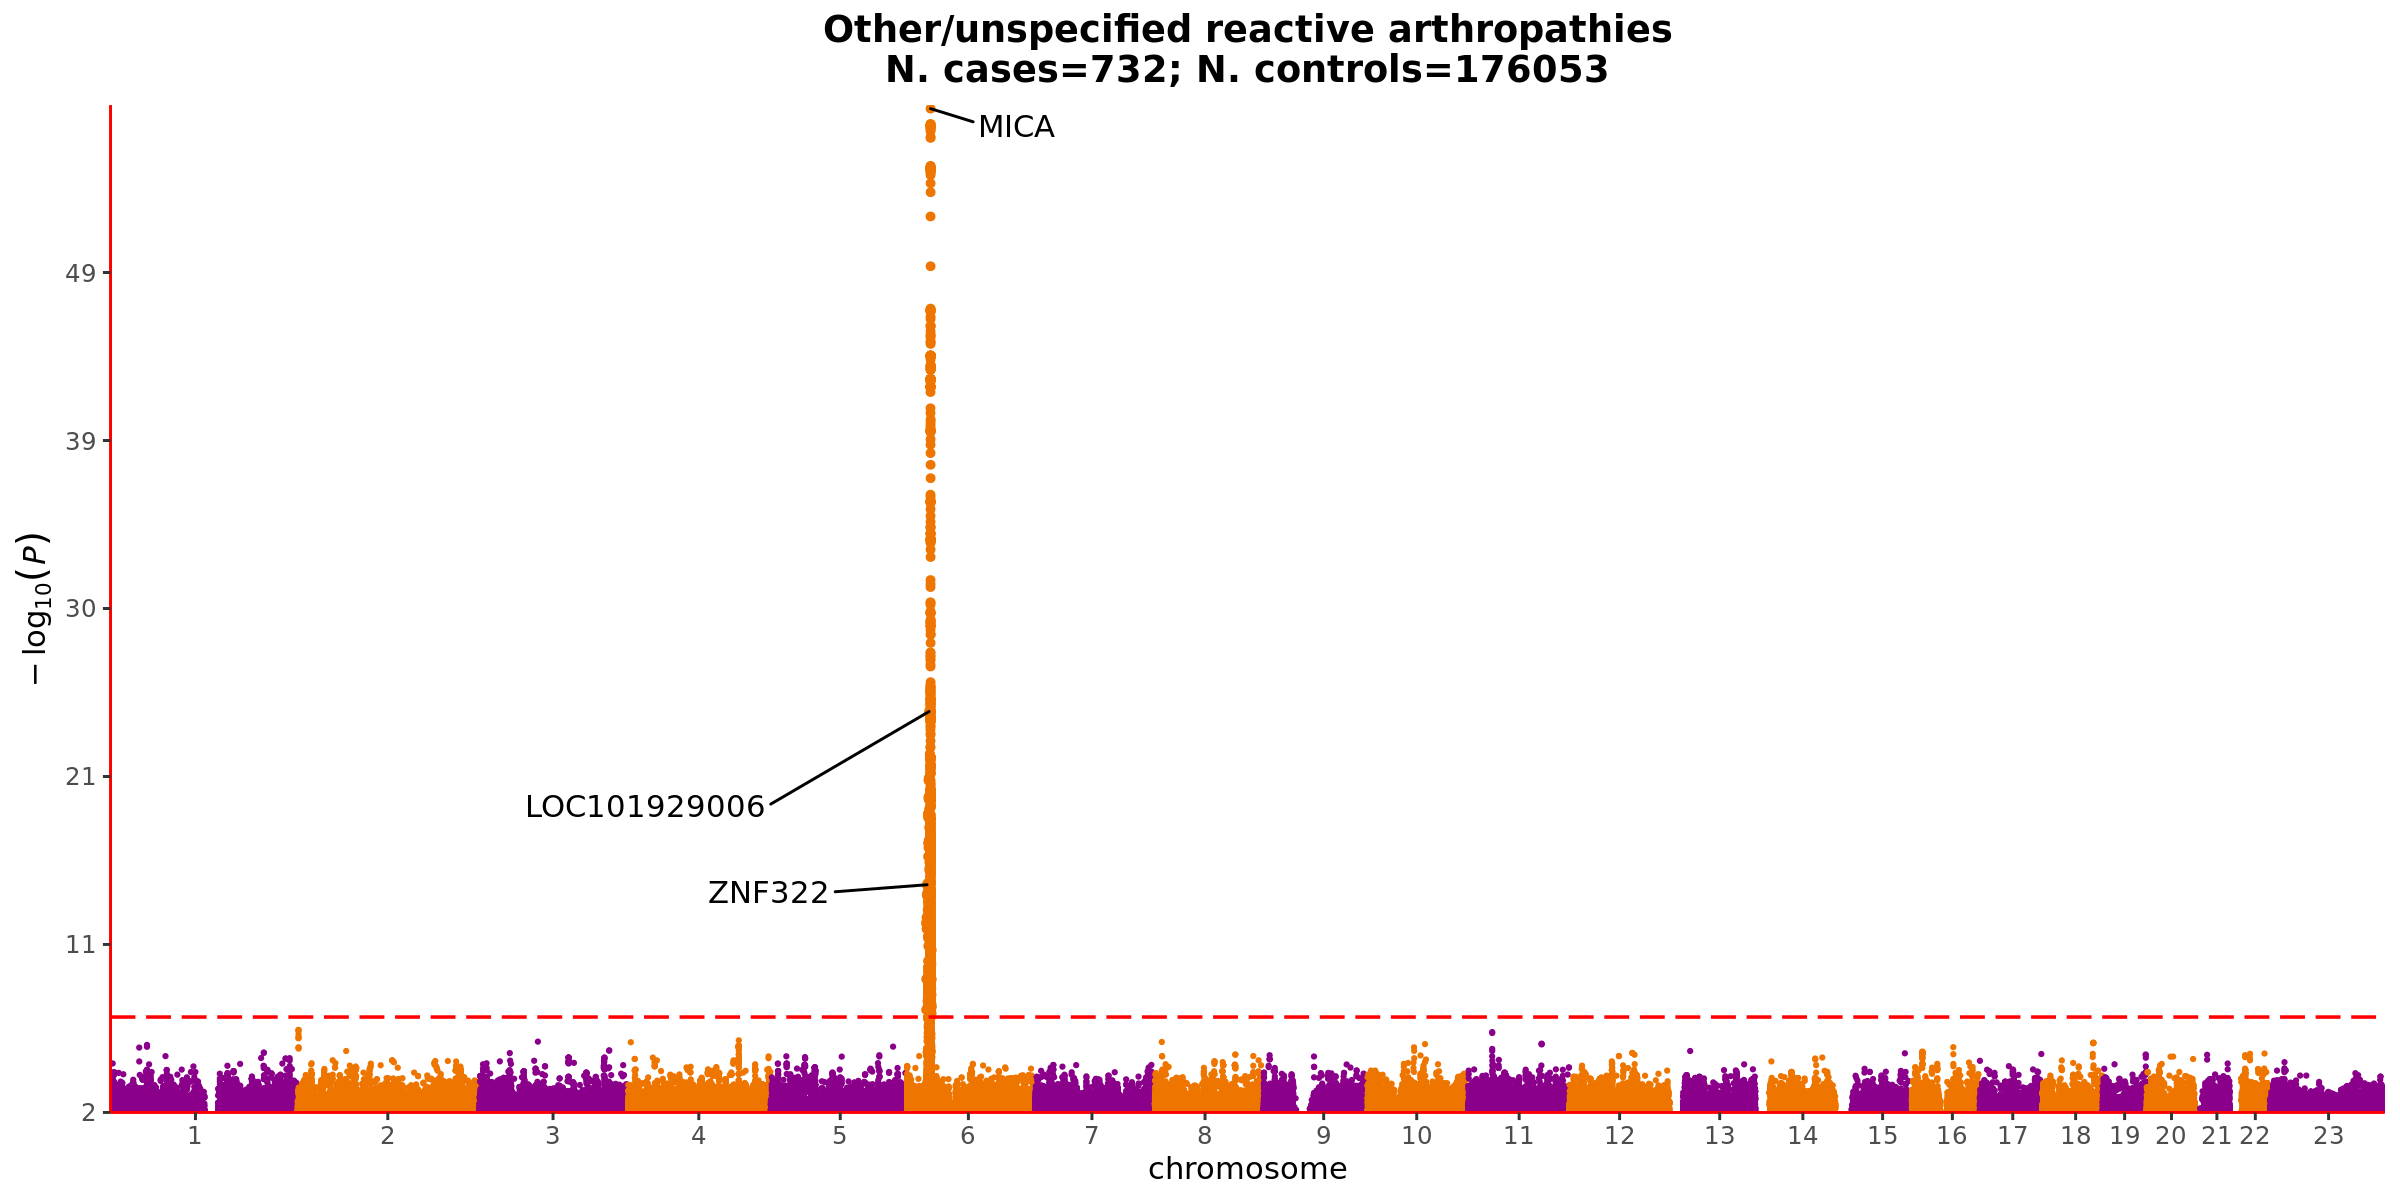 Other/unspecified reactive arthropathies
N. cases=732; N. controls=176053
MICA
49
39
− log10(P)
30
21
LOC101929006
ZNF322
11
2
1 2 3 4 5 6 7 8 9 10 11 12 13 14 15 16 17 18 19 20 21 22 23
chromosome